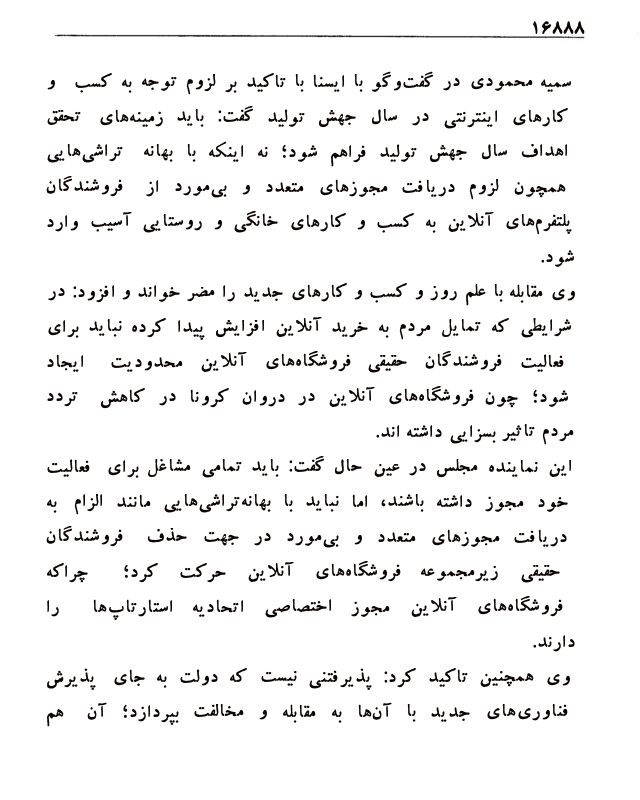 ۱۶۸۸۸
سمیه محمودی در گفت‌وگو با ایسنا با تاکید بر لزوم توجه به کسب و
کارهای اینترنتی در سال جهش تولید گفت: باید زمینه‌های تحقق
اهداف سال جهش تولید فراهم شود؛ نه اینکه با بهانه تراشی‌هایی
همچون لزوم دریافت مجوزهای متعدد و بی‌مورد از فروشندگان
پلتفرم‌های آنلاین به کسب و کارهای خانگی و روستایی آسیب وارد
شود.
وی مقابله با علم روز و کسب و کارهای جدید را مضر خواند و افزود: در
شرایطی که تمایل مردم به خرید آنلاین افزایش پیدا کرده نباید برای
فعالیت فروشندگان حقیقی فروشگاه‌های آنلاین محدودیت ایجاد
شود؛ چون فروشگاه‌های آنلاین در دروان کرونا در کاهش تردد
مردم تاثیر بسزایی داشته اند.
این نماینده مجلس در عین حال گفت: باید تمامی مشاغل برای فعالیت
خود مجوز داشته باشند، اما نباید با بهانه‌تراشی‌هایی مانند الزام به
دریافت مجوزهای متعدد و بی‌مورد در جهت حذف فروشندگان
حقیقی زیرمجموعه فروشگاه‌های آنلاین حرکت کرد؛ چراکه
فروشگاه‌های آنلاین مجوز اختصاصی اتحادیه استارتاپ‌ها را
دارند.
وی همچنین تاکید کرد: پذیرفتنی نیست که دولت به جای پذیرش
فناوری‌های جدید با آن‌ها به مقابله و مخالفت بپردازد؛ آن هم